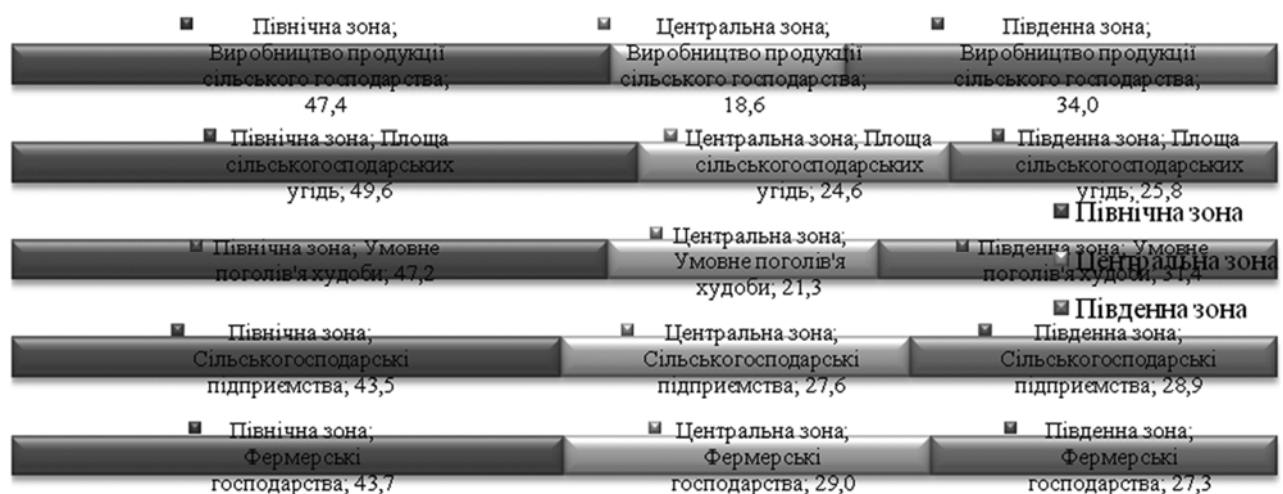 Північна зона;
Виробництво продукції
сільського господарства;
47,4
Центральна зона;
Виробництво продукції
сільського господарства;
18,6
Південна зона;
Виробництво продукції
сільського господарства;
34,0
Північна зона; Площа
сільськогосподарських
угідь; 49,6
Центральна зона; Площа
сільськогосподарських
угідь; 24,6
Південна зона; Площа
сільськогосподарських
угідь; 25,8
Північна зона; Умовне
поголів'я худоби; 47,2
Центральна зона;
Умовне поголів'я
худоби; 21,3
Південна зона; Умовне
поголів'я худоби; 31,4
Північна зона
Центральна зона
Південна зона
Північна зона;
Сільськогосподарські
підприємства; 43,5
Центральна зона;
Сільськогосподарські
підприємства; 27,6
Південна зона;
Сільськогосподарські
підприємства; 28,9
Північна зона;
Фермерські
господарства; 43,7
Центральна зона;
Фермерські
господарства; 29,0
Південна зона;
Фермерські
господарства; 27,3